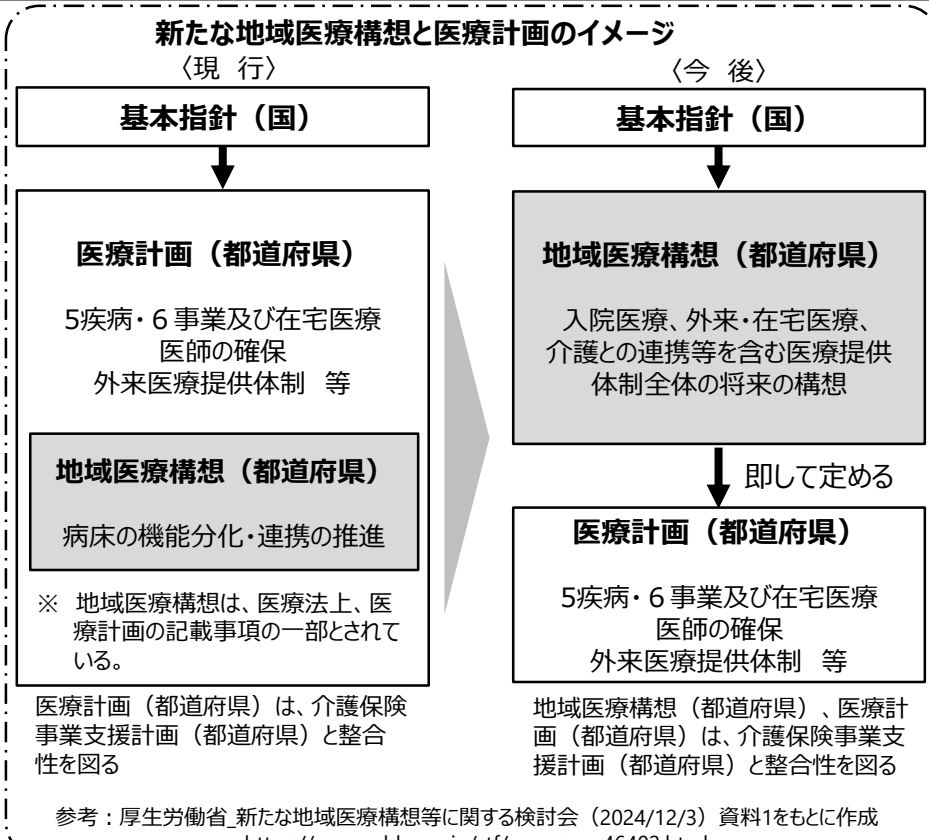 新たな地域医療構想と医療計画のイメージ
〈現 行〉
基本指針（国）
医療計画（都道府県）
5疾病・６事業及び在宅医療
医師の確保
外来医療提供体制 等
地域医療構想（都道府県）
病床の機能分化・連携の推進
※ 地域医療構想は、医療法上、医
療計画の記載事項の一部とされて
いる。
医療計画（都道府県）は、介護保険
事業支援計画（都道府県）と整合
性を図る
〈今 後〉
基本指針（国）
地域医療構想（都道府県）
入院医療、外来・在宅医療、
介護との連携等を含む医療提供
体制全体の将来の構想
即して定める
医療計画（都道府県）
5疾病・６事業及び在宅医療
医師の確保
外来医療提供体制 等
地域医療構想（都道府県）、医療計
画（都道府県）は、介護保険事業支
援計画（都道府県）と整合性を図る
参考：厚生労働省_新たな地域医療構想等に関する検討会（2024/12/3）資料1をもとに作成